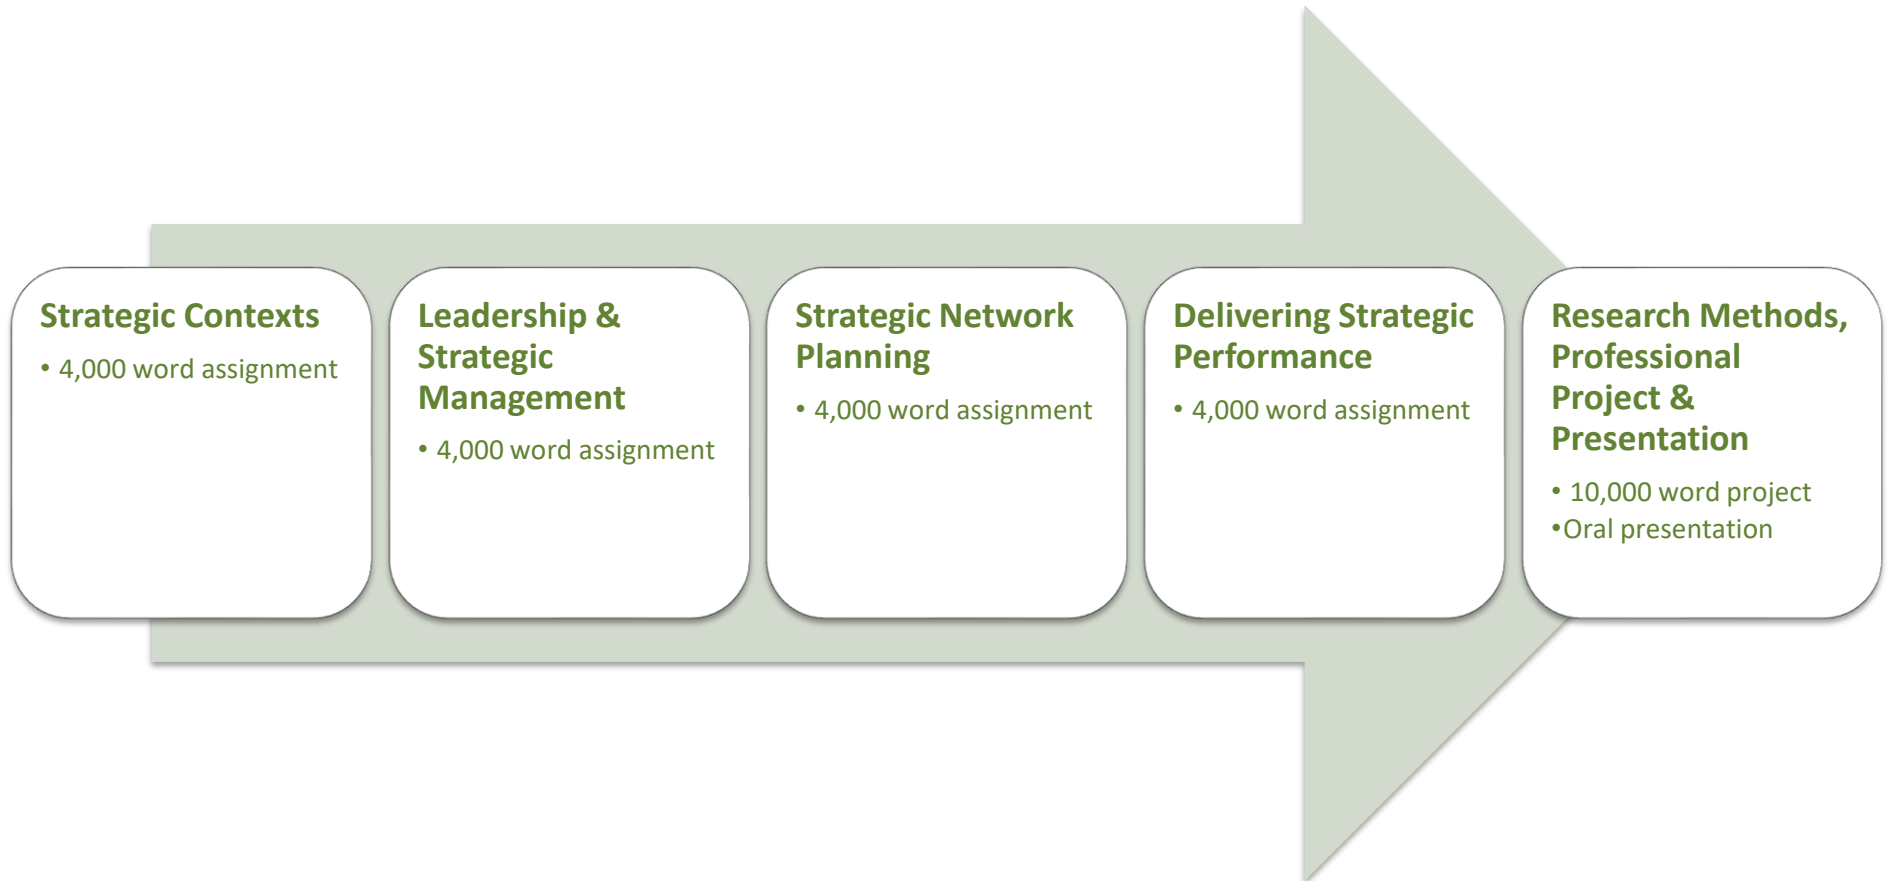 Strategic Contexts
• 4,000 word assignment
Leadership &
Strategic
Management
• 4,000 word assignment
Strategic Network
Planning
• 4,000 word assignment
Delivering Strategic
Performance
• 4,000 word assignment
Research Methods,
Professional
Project &
Presentation
• 10,000 word project
•Oral presentation